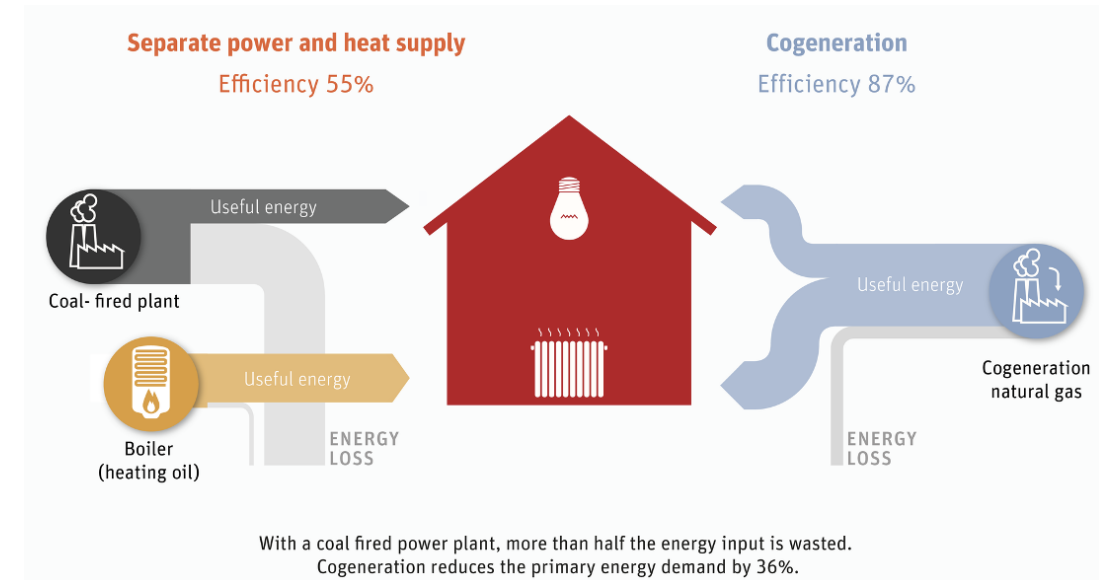 Separate power and heat supply
Efficiency 55%
Cogeneration
Efficiency 87%
Useful energy
Coal- fired plant
Useful energy
Boiler
(heating oil)
ENERGY
LOSS
Useful energy
Cogeneration
natural gas
ENERGY
LOSS
With a coal fired power plant, more than half the energy input is wasted.
Cogeneration reduces the primary energy demand by 36%.